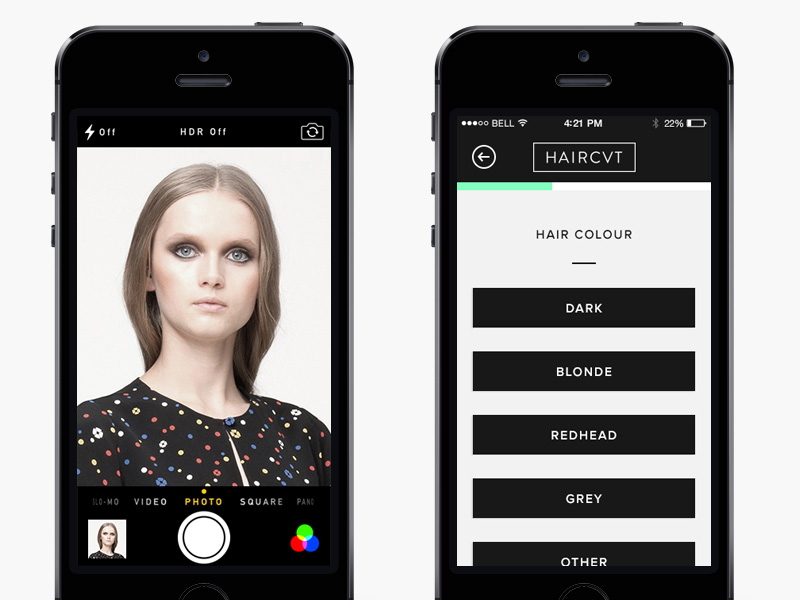 Off
HDR Off
SLO-MO VIDEO PHOTO SQUARE PANO
BELL 4:21 PM 22%
HAIRCVT
HAIR COLOUR
DARK
BLONDE
REDHEAD
GREY
OTHER